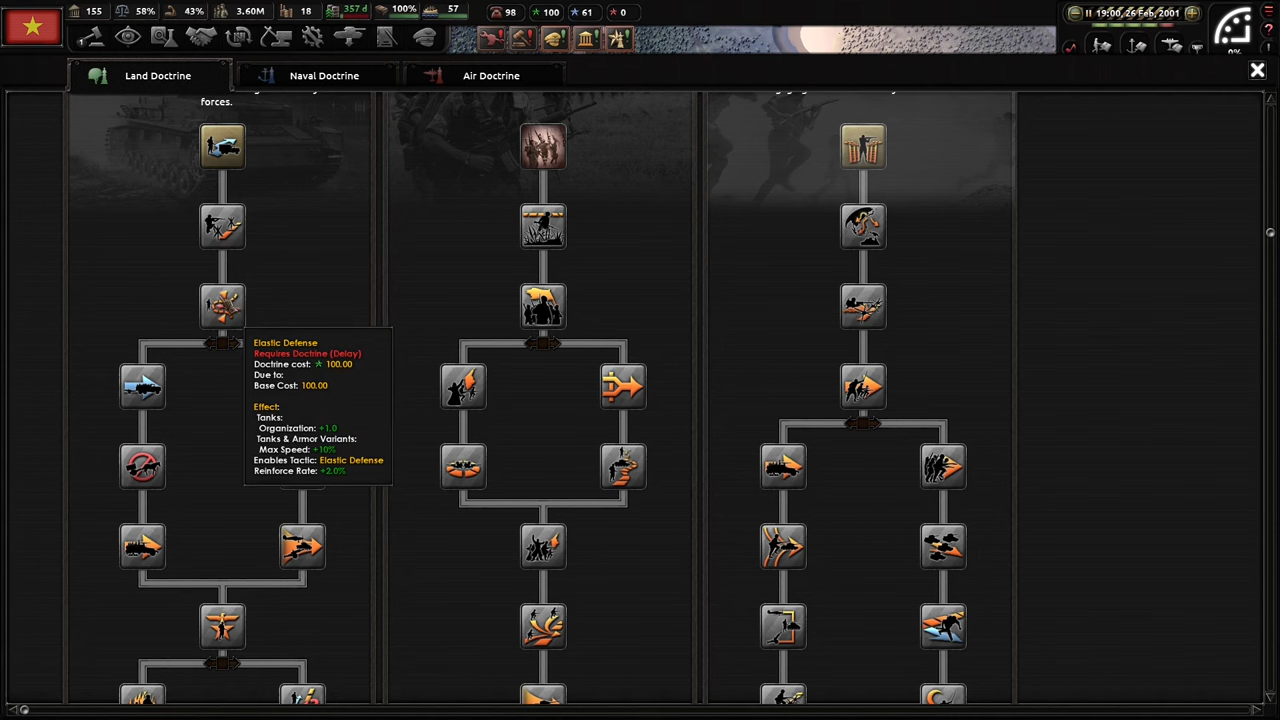 155
58%
43%
3.60M
18
357 d
100%
57
98
100
61
0
19:00, 26 Feb, 2001
0%
Land Doctrine
Naval Doctrine
Air Doctrine
forces.
Elastic Defense
Requires Doctrine (Delay)
Doctrine cost: 100.00
Due to:
Base Cost: 100.00
Effect:
Tanks:
Organization: +1.0
Tanks & Armor Variants:
Max Speed: +10%
Enables Tactic: Elastic Defense
Reinforce Rate: +2.0%